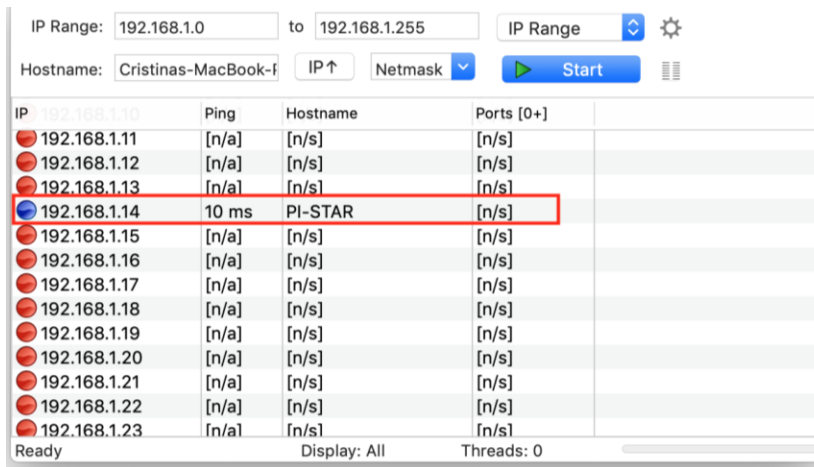 IP Range: 192.168.1.0 to 192.168.1.255 IP Range
Hostname: Cristinas-MacBook-P IP↑ Netmask Start
IP Ping Hostname Ports [0+]
192.168.1.10
192.168.1.11 [n/a] [n/s] [n/s]
192.168.1.12 [n/a] [n/s] [n/s]
192.168.1.13 [n/a] [n/s] [n/s]
192.168.1.14 10 ms PI-STAR [n/s]
192.168.1.15 [n/a] [n/s] [n/s]
192.168.1.16 [n/a] [n/s] [n/s]
192.168.1.17 [n/a] [n/s] [n/s]
192.168.1.18 [n/a] [n/s] [n/s]
192.168.1.19 [n/a] [n/s] [n/s]
192.168.1.20 [n/a] [n/s] [n/s]
192.168.1.21 [n/a] [n/s] [n/s]
192.168.1.22 [n/a] [n/s] [n/s]
192.168.1.23 [n/a] [n/s] [n/s]
Ready Display: All Threads: 0